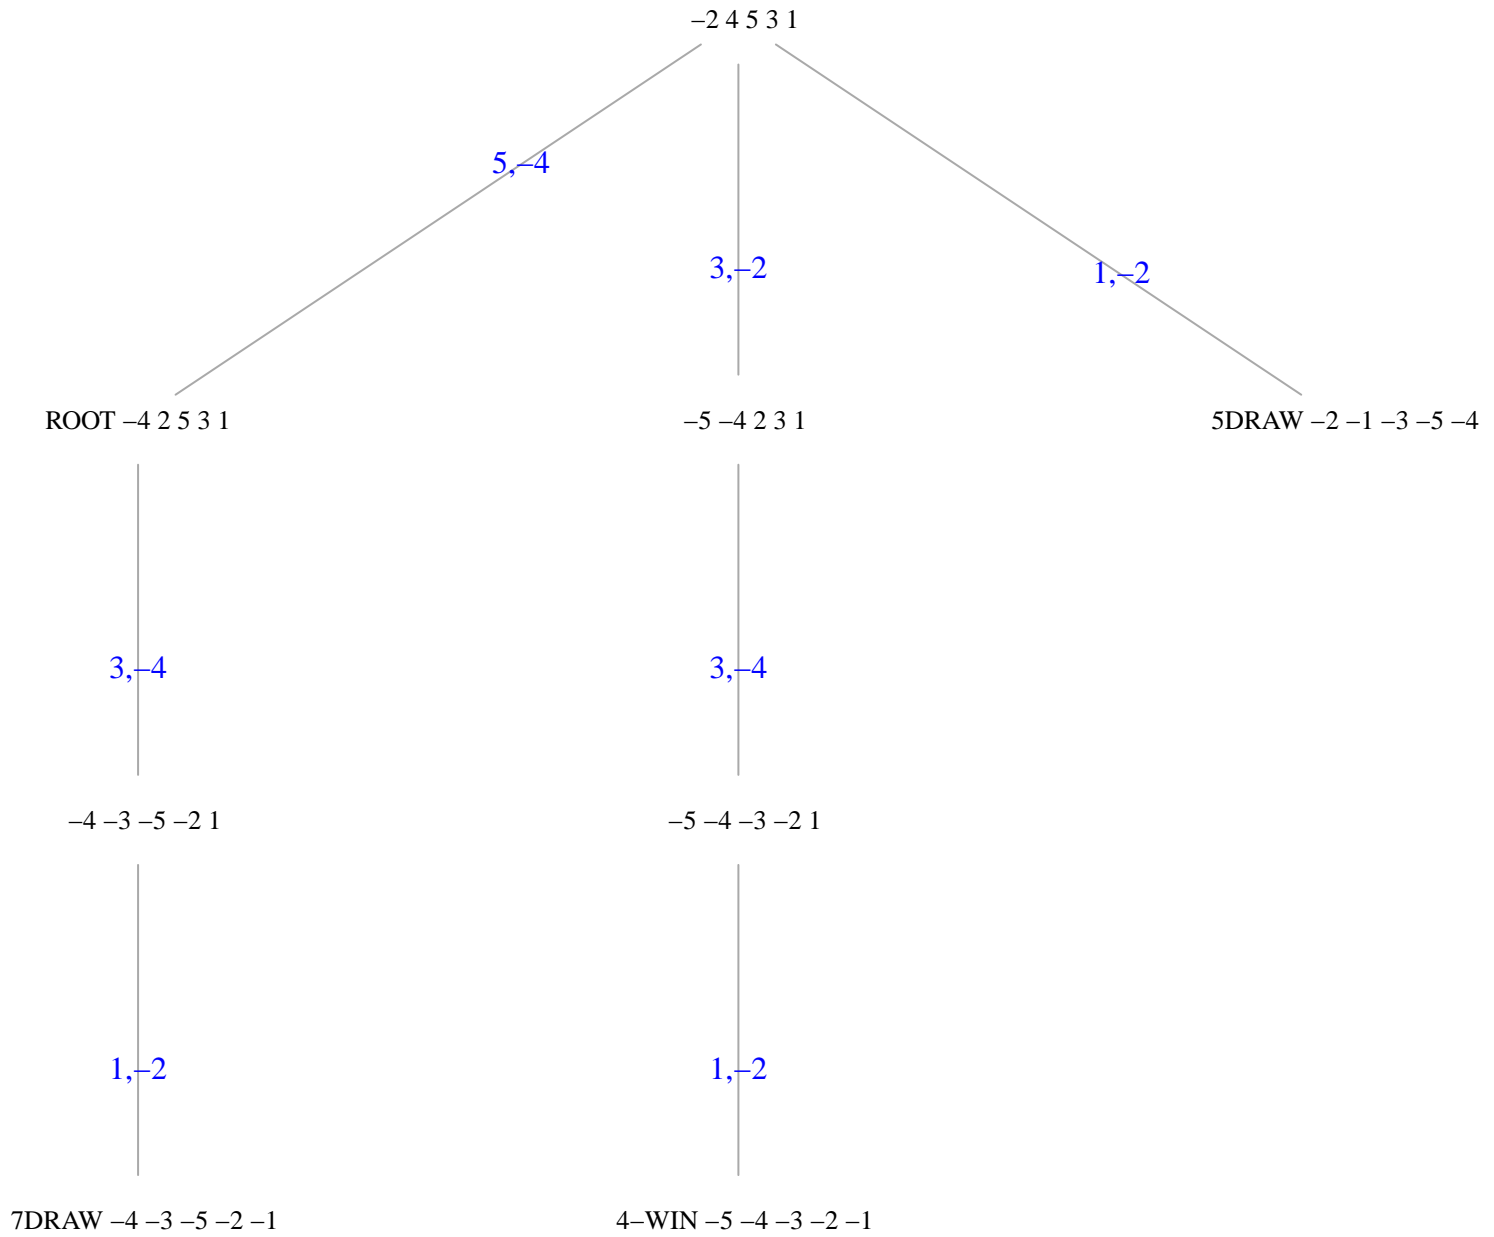 –2 4 5 3 1
5,–4
3,–2
1,–2
ROOT –4 2 5 3 1
–5 –4 2 3 1
5DRAW –2 –1 –3 –5 –4
3,–4
3,–4
–4 –3 –5 –2 1
–5 –4 –3 –2 1
1,–2
1,–2
7DRAW –4 –3 –5 –2 –1
4–WIN –5 –4 –3 –2 –1